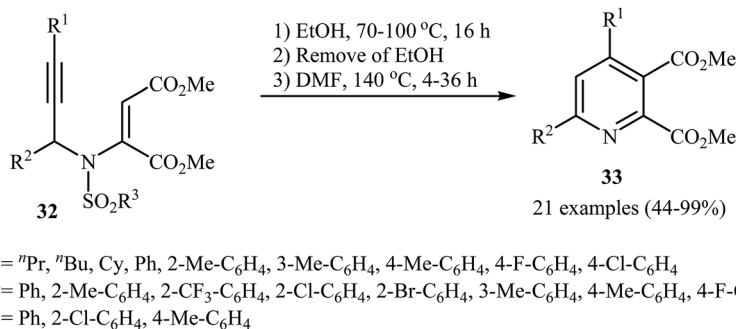 R¹
CO₂Me
R²
N
CO₂Me
SO₂R³
32
1) EtOH, 70-100 °C, 16 h
2) Remove of EtOH
3) DMF, 140 °C, 4-36 h
R¹
CO₂Me
R²
N
CO₂Me
33
21 examples (44-99%)
= ⁿPr, ⁿBu, Cy, Ph, 2-Me-C₆H₄, 3-Me-C₆H₄, 4-Me-C₆H₄, 4-F-C₆H₄, 4-Cl-C₆H₄
= Ph, 2-Me-C₆H₄, 2-CF₃-C₆H₄, 2-Cl-C₆H₄, 2-Br-C₆H₄, 3-Me-C₆H₄, 4-Me-C₆H₄, 4-F-
= Ph, 2-Cl-C₆H₄, 4-Me-C₆H₄